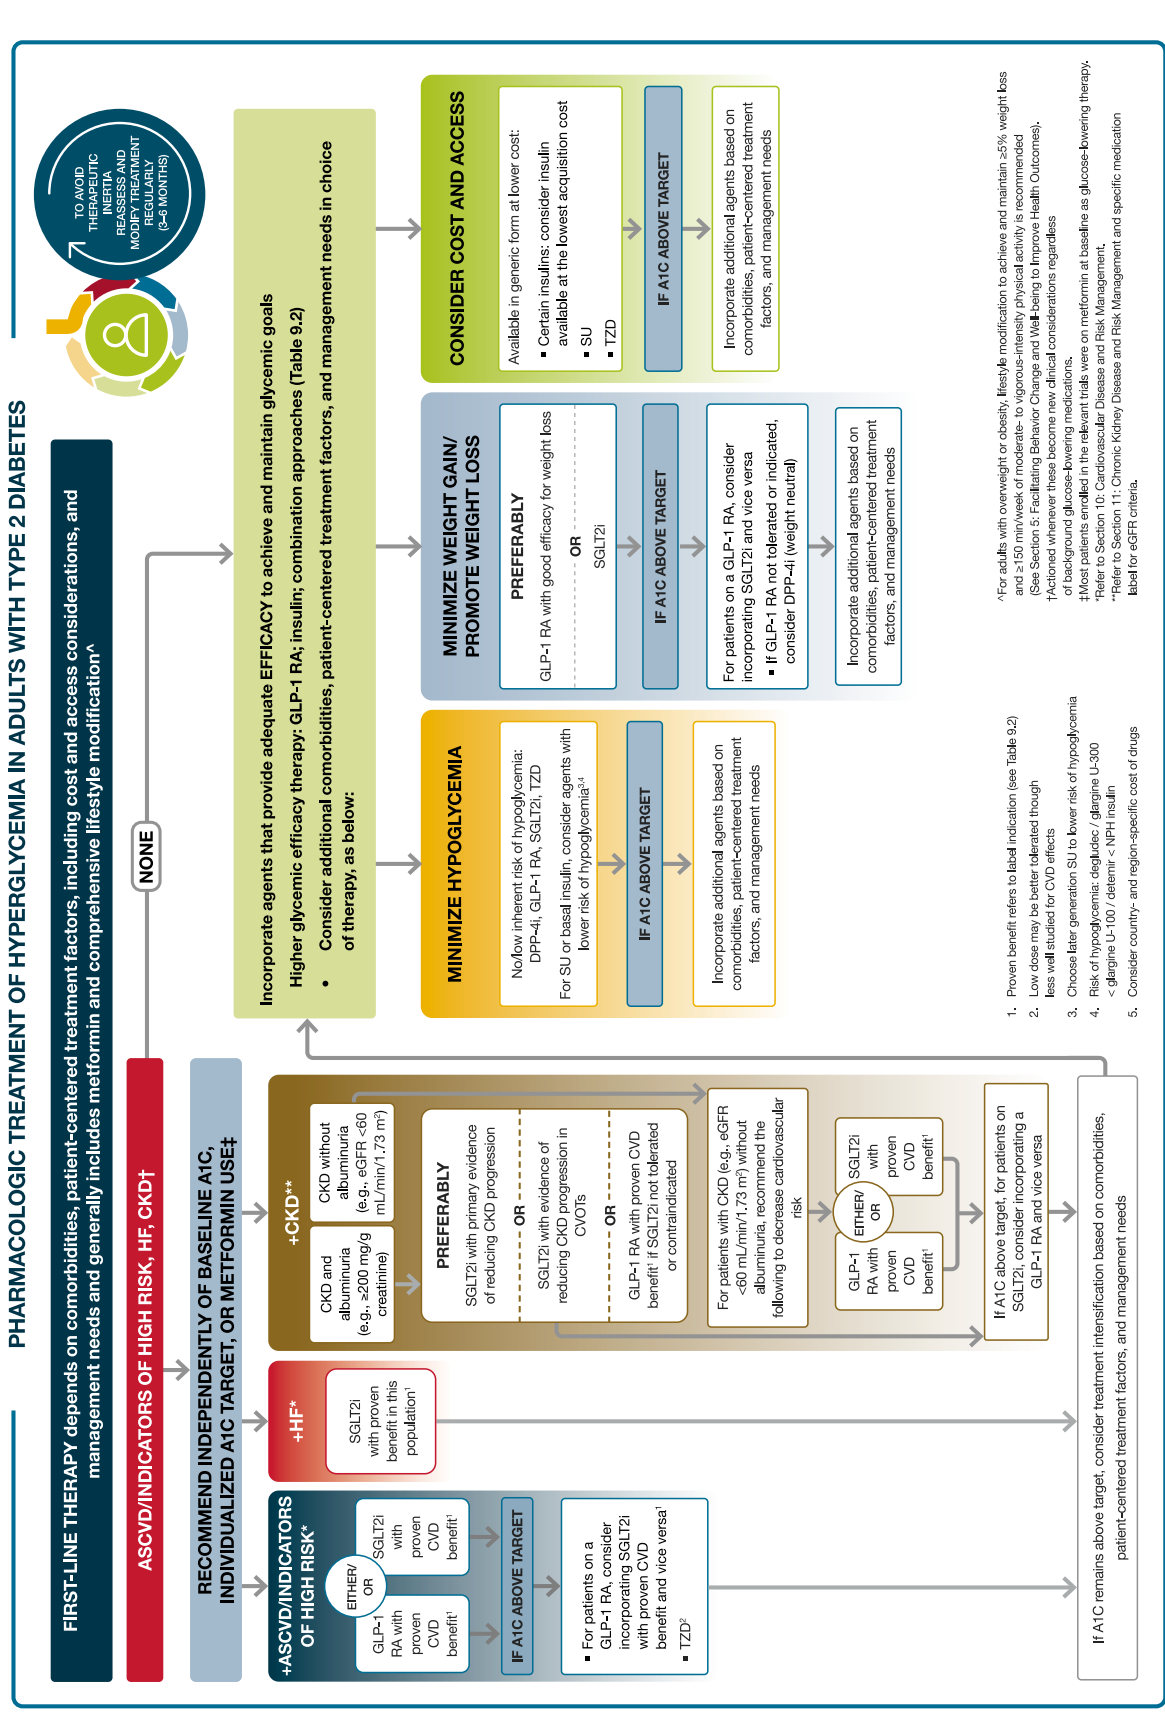 PHARMACOLOGIC TREATMENT OF HYPERGLYCEMIA IN ADULTS WITH TYPE 2 DIABETES
TO AVOID
THERAPEUTIC
INERTIA
REASSESS AND
MODIFY TREATMENT
REGULARLY
(3–6 MONTHS)
FIRST-LINE THERAPY depends on comorbidities, patient-centered treatment factors, including cost and access considerations, and
management needs and generally includes metformin and comprehensive lifestyle modification^
ASCVD/INDICATORS OF HIGH RISK, HF, CKD†
NONE
RECOMMEND INDEPENDENTLY OF BASELINE A1C,
INDIVIDUALIZED A1C TARGET, OR METFORMIN USE‡
+ASCVD/INDICATORS
OF HIGH RISK*
EITHER/
OR
GLP-1
RA with
proven
CVD
benefit¹
SGLT2i
with
proven
CVD
benefit¹
IF A1C ABOVE TARGET
▪ For patients on a
GLP-1 RA, consider
incorporating SGLT2i
with proven CVD
benefit and vice versa¹
▪ TZD²
+HF*
SGLT2i
with proven
benefit in this
population¹
+CKD**
CKD and
albuminuria
(e.g., ≥200 mg/g
creatinine)
CKD without
albuminuria
(e.g., eGFR <60
mL/min/1.73 m²)
PREFERABLY
SGLT2i with primary evidence
of reducing CKD progression
OR
SGLT2i with evidence of
reducing CKD progression in
CVOTs
OR
GLP-1 RA with proven CVD
benefit¹ if SGLT2i not tolerated
or contraindicated
For patients with CKD (e.g., eGFR
<60 mL/min/1.73 m²) without
albuminuria, recommend the
following to decrease cardiovascular
risk
EITHER/
OR
GLP-1
RA with
proven
CVD
benefit¹
SGLT2i
with
proven
CVD
benefit¹
If A1C above target, for patients on
SGLT2i, consider incorporating a
GLP-1 RA and vice versa
If A1C remains above target, consider treatment intensification based on comorbidities,
patient-centered treatment factors, and management needs
Incorporate agents that provide adequate EFFICACY to achieve and maintain glycemic goals
Higher glycemic efficacy therapy: GLP-1 RA; insulin; combination approaches (Table 9.2)
• Consider additional comorbidities, patient-centered treatment factors, and management needs in choice
of therapy, as below:
MINIMIZE HYPOGLYCEMIA
No/low inherent risk of hypoglycemia:
DPP-4i, GLP-1 RA, SGLT2i, TZD
For SU or basal insulin, consider agents with
lower risk of hypoglycemia³,⁴
IF A1C ABOVE TARGET
Incorporate additional agents based on
comorbidities, patient-centered treatment
factors, and management needs
MINIMIZE WEIGHT GAIN/
PROMOTE WEIGHT LOSS
PREFERABLY
GLP-1 RA with good efficacy for weight loss
OR
SGLT2i
IF A1C ABOVE TARGET
For patients on a GLP-1 RA, consider
incorporating SGLT2i and vice versa
▪ If GLP-1 RA not tolerated or indicated,
consider DPP-4i (weight neutral)
Incorporate additional agents based on
comorbidities, patient-centered treatment
factors, and management needs
CONSIDER COST AND ACCESS
Available in generic form at lower cost:
▪ Certain insulins: consider insulin
available at the lowest acquisition cost
▪ SU
▪ TZD
IF A1C ABOVE TARGET
Incorporate additional agents based on
comorbidities, patient-centered treatment
factors, and management needs
1. Proven benefit refers to label indication (see Table 9.2)
2. Low dose may be better tolerated though
less well studied for CVD effects
3. Choose later generation SU to lower risk of hypoglycemia
4. Risk of hypoglycemia: degludec / glargine U-300
< glargine U-100 / detemir < NPH insulin
5. Consider country- and region-specific cost of drugs
^For adults with overweight or obesity, lifestyle modification to achieve and maintain ≥5% weight loss
and ≥150 min/week of moderate- to vigorous-intensity physical activity is recommended
(See Section 5: Facilitating Behavior Change and Well-being to Improve Health Outcomes).
†Actioned whenever these become new clinical considerations regardless
of background glucose-lowering medications.
‡Most patients enrolled in the relevant trials were on metformin at baseline as glucose-lowering therapy.
*Refer to Section 10: Cardiovascular Disease and Risk Management.
**Refer to Section 11: Chronic Kidney Disease and Risk Management and specific medication
label for eGFR criteria.